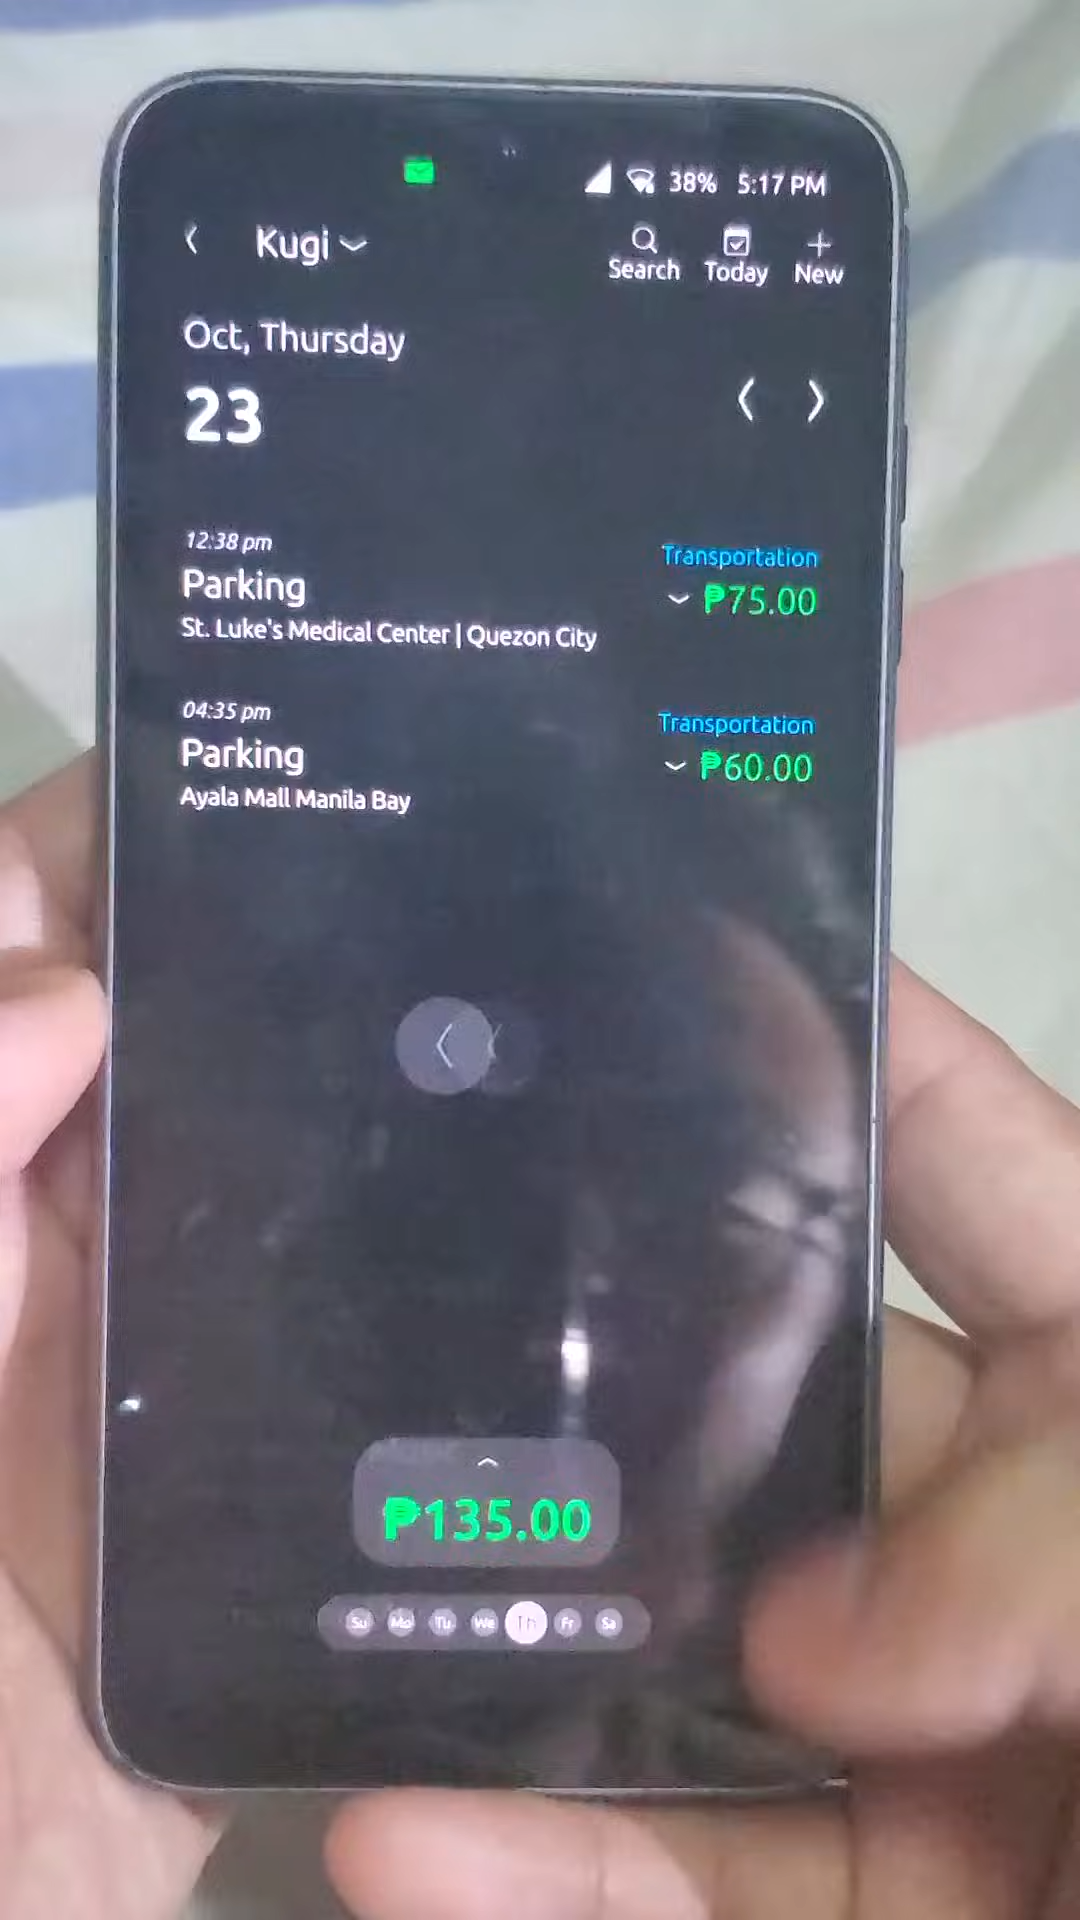 38% 5:17 PM
Kugi
Search Today New
Oct, Thursday
23
12:38 pm
Transportation
Parking
₱75.00
St. Luke's Medical Center | Quezon City
04:35 pm
Transportation
Parking
₱60.00
Ayala Mall Manila Bay
₱135.00
Su Mo Tu We Th Fr Sa